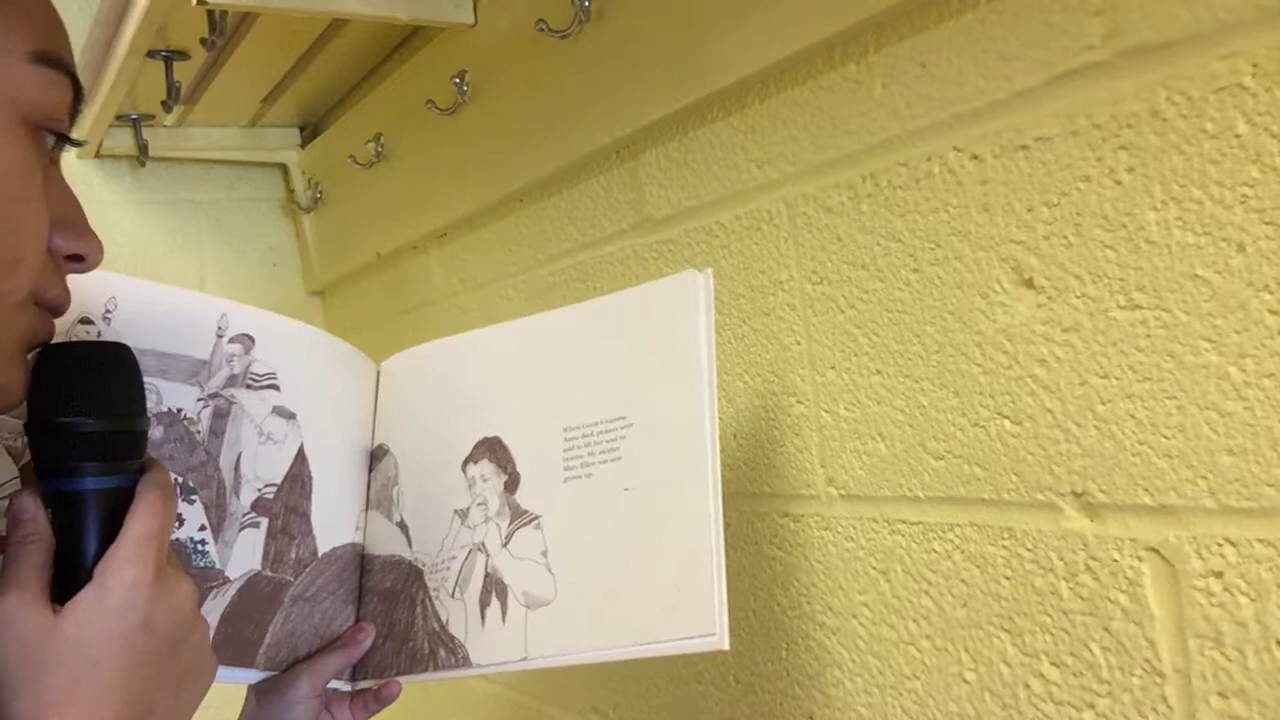 When Great-Gramma
Anna died, prayers were
said to lift her soul to
heaven. My mother
Mary Ellen was now
grown up.